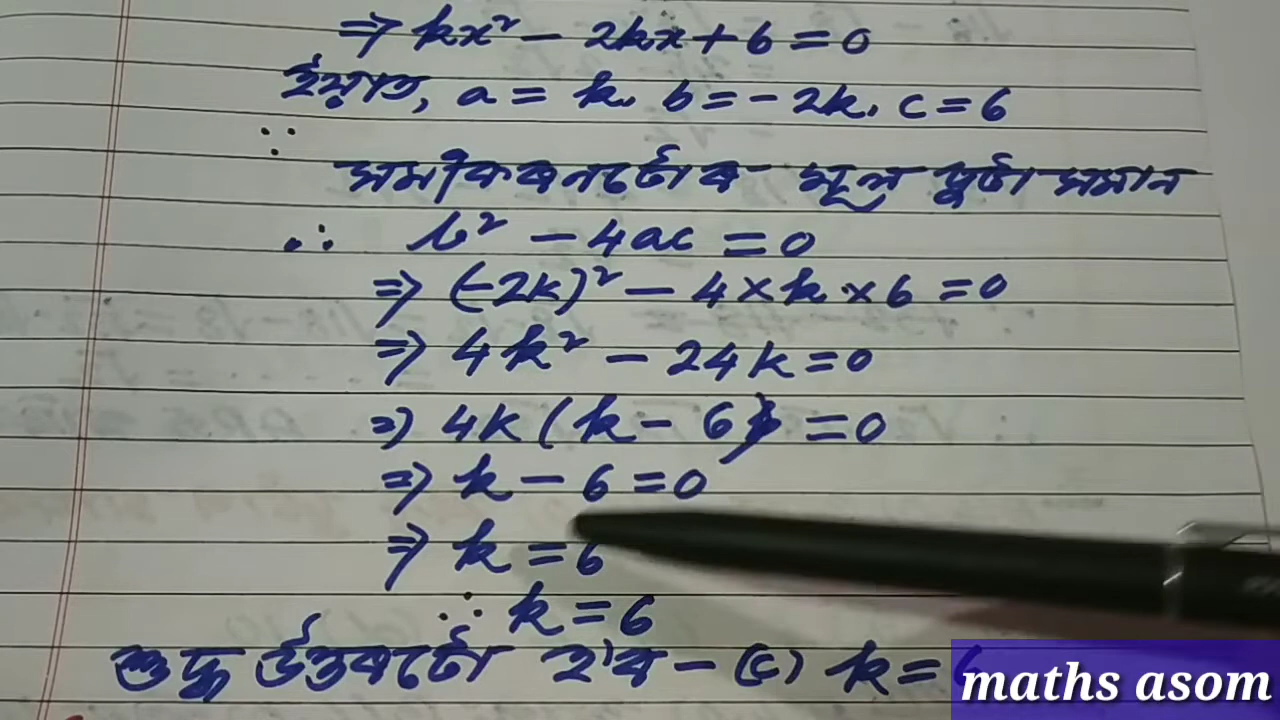 ⇒ kx² − 2kx + 6 = 0
ইয়াত, a = k, b = −2k, c = 6
∵
সমীকৰণটোৰ মূল দুটা সমান
∴ b² − 4ac = 0
⇒ (−2k)² − 4 × k × 6 = 0
⇒ 4k² − 24k = 0
⇒ 4k (k − 6) = 0
⇒ k − 6 = 0
⇒ k = 6
∴ k = 6
শুদ্ধ উত্তৰটো হ'ব − (c) k = 6
maths asom